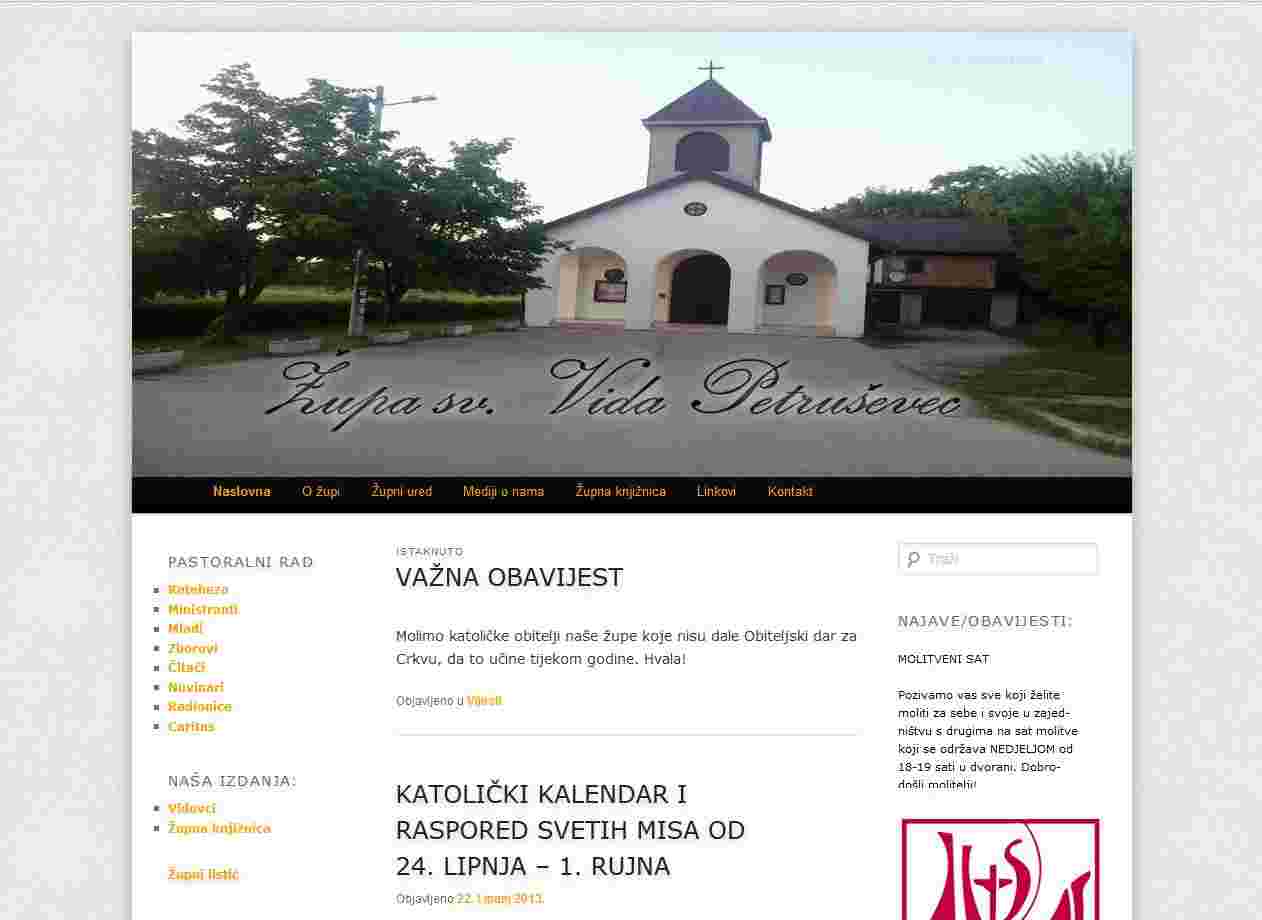 Župa sv. Vida Petruševec
Naslovna O župi Župni ured Mediji o nama Župna knjižnica Linkovi Kontakt
PASTORALNI RAD
Kateheza
Ministranti
Mladi
Zborovi
Čitači
Novinari
Radionice
Caritas
NAŠA IZDANJA:
Vidovci
Župna knjižnica
Župni listić
ISTAKNUTO
VAŽNA OBAVIJEST
Molimo katoličke obitelji naše župe koje nisu dale Obiteljski dar za
Crkvu, da to učine tijekom godine. Hvala!
Objavljeno u Vijesti
KATOLIČKI KALENDAR I
RASPORED SVETIH MISA OD
24. LIPNJA – 1. RUJNA
Objavljeno 22. lipanj 2013.
Traži
NAJAVE/OBAVIJESTI:
MOLITVENI SAT
Pozivamo vas sve koji želite
moliti za sebe i svoje u zajed-
ništvu s drugima na sat molitve
koji se održava NEDJELJOM od
18-19 sati u dvorani. Dobro-
došli molitelji!